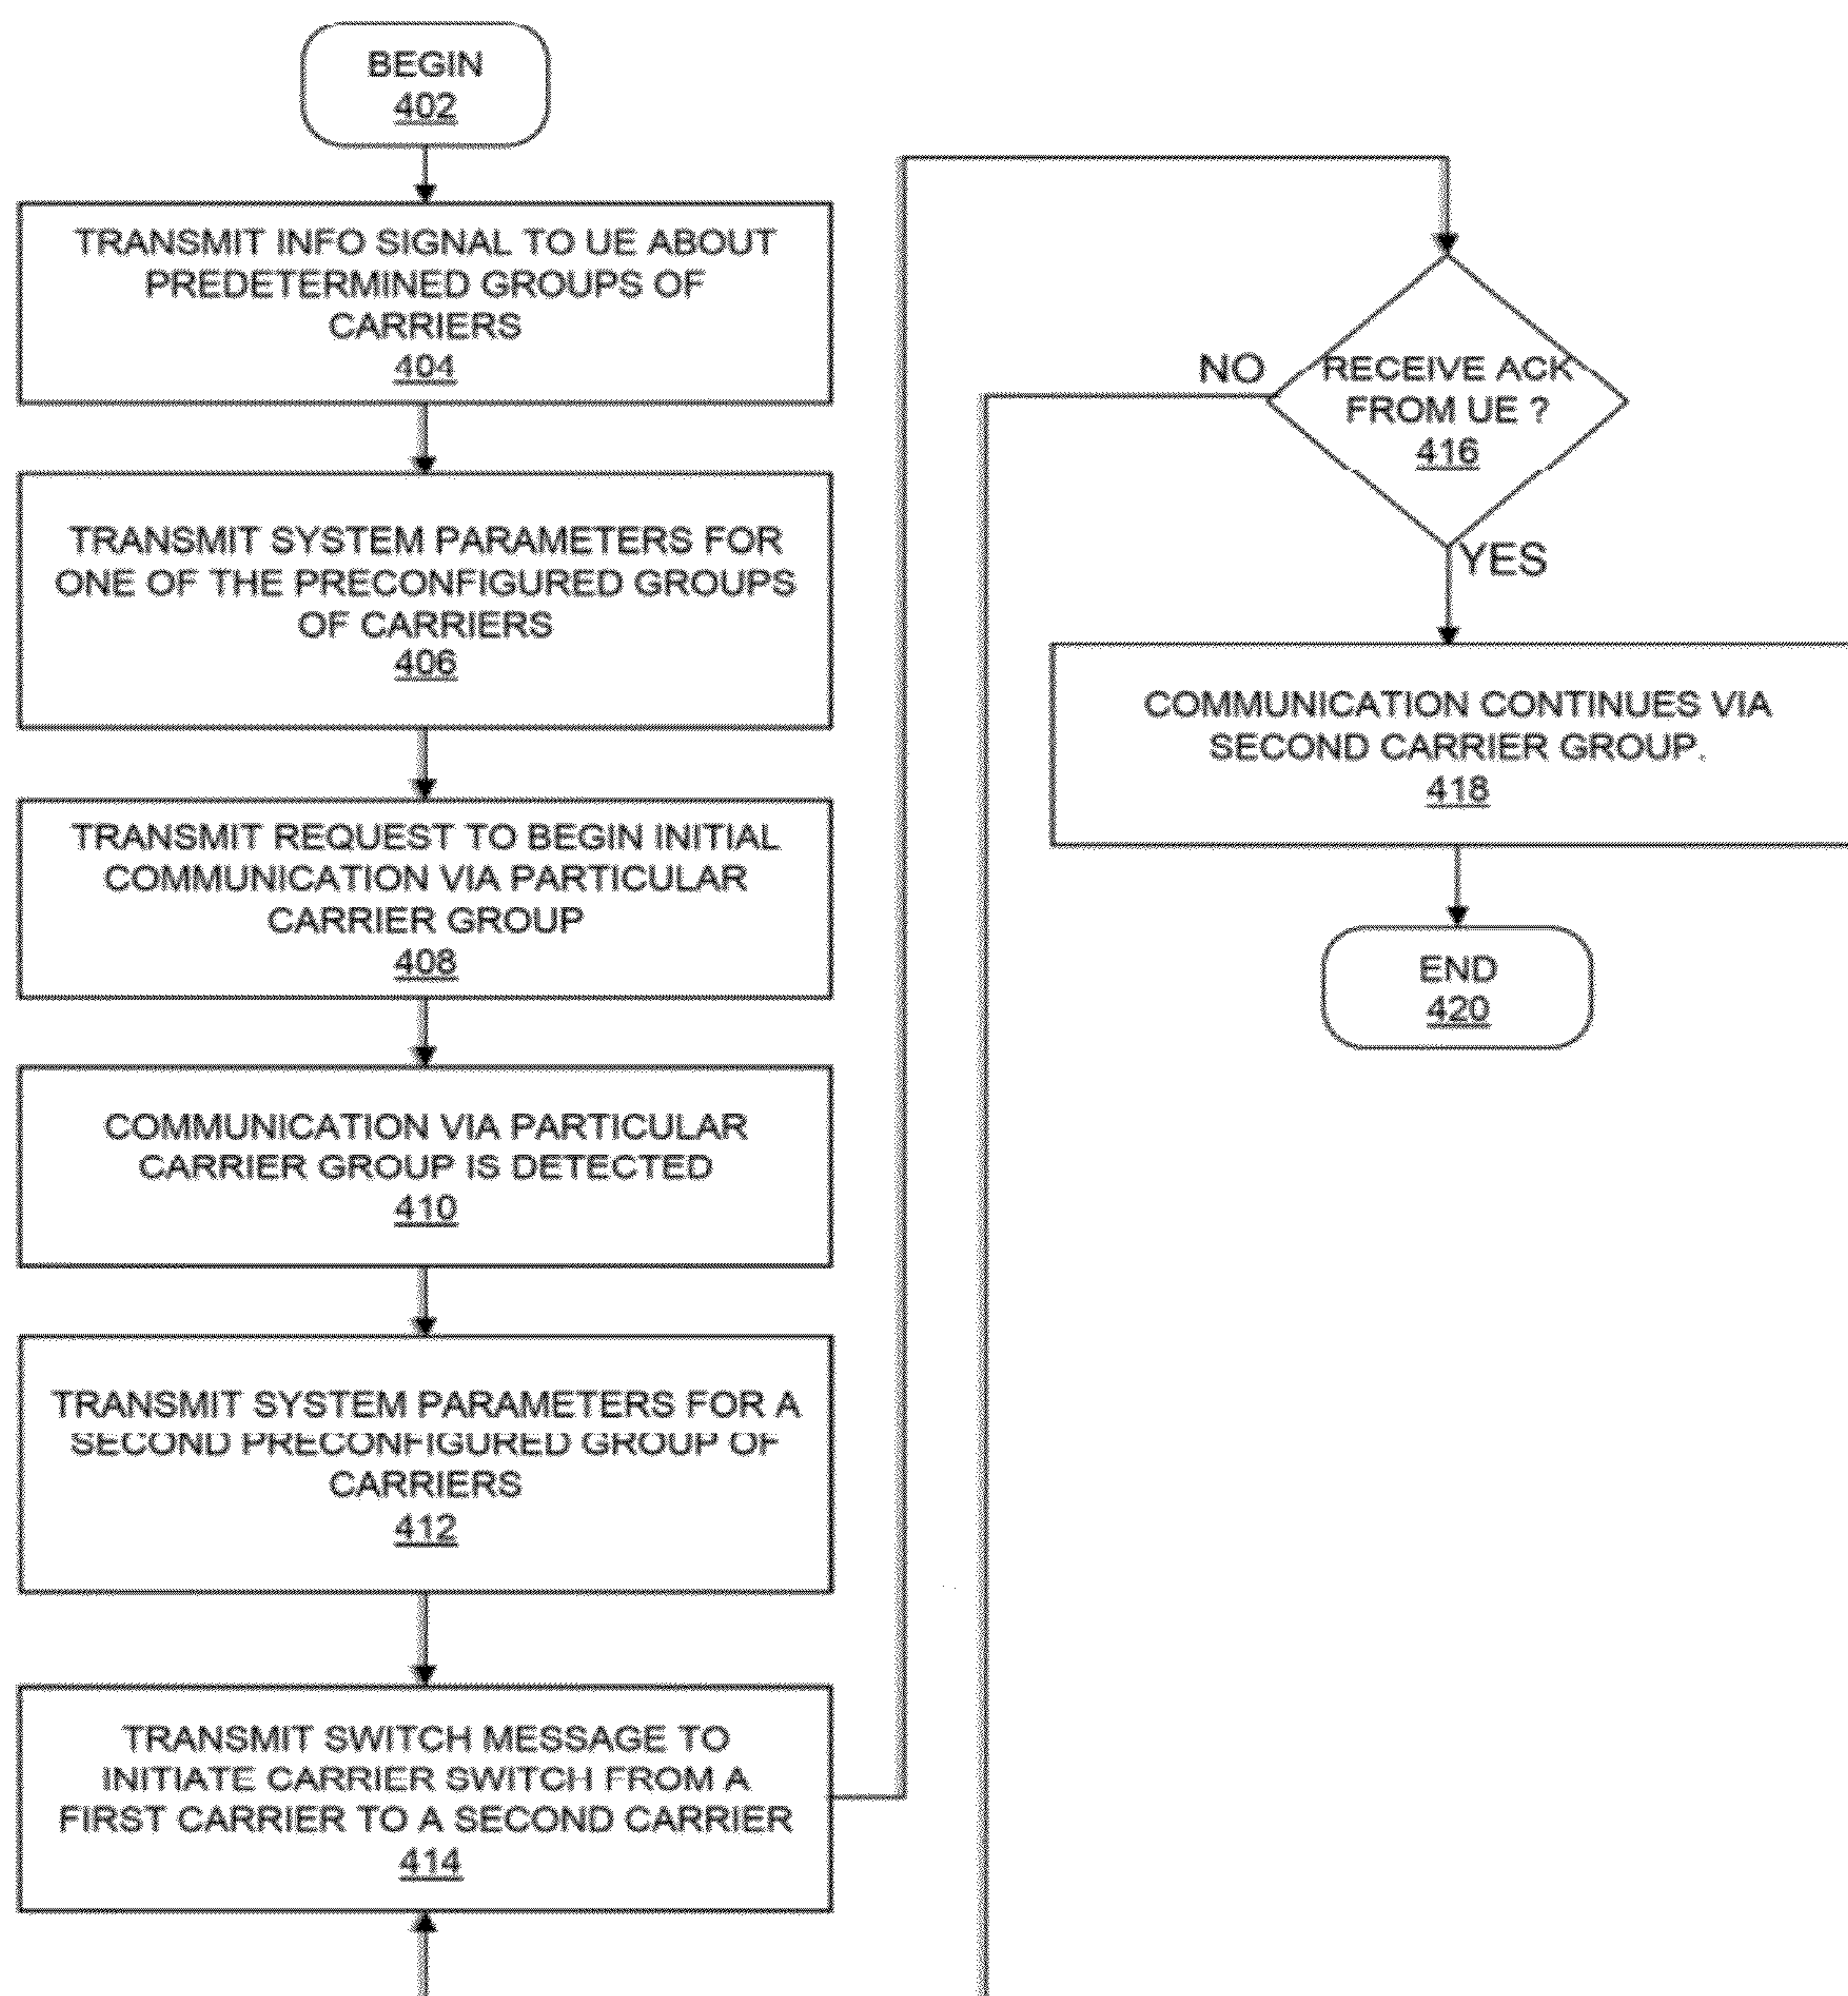 BEGIN
402
TRANSMIT INFO SIGNAL TO UE ABOUT
PREDETERMINED GROUPS OF
CARRIERS
404
TRANSMIT SYSTEM PARAMETERS FOR
ONE OF THE PRECONFIGURED GROUPS
OF CARRIERS
406
TRANSMIT REQUEST TO BEGIN INITIAL
COMMUNICATION VIA PARTICULAR
CARRIER GROUP
408
COMMUNICATION VIA PARTICULAR
CARRIER GROUP IS DETECTED
410
TRANSMIT SYSTEM PARAMETERS FOR A
SECOND PRECONFIGURED GROUP OF
CARRIERS
412
TRANSMIT SWITCH MESSAGE TO
INITIATE CARRIER SWITCH FROM A
FIRST CARRIER TO A SECOND CARRIER
414
NO
RECEIVE ACK
FROM UE ?
416
YES
COMMUNICATION CONTINUES VIA
SECOND CARRIER GROUP.
418
END
420